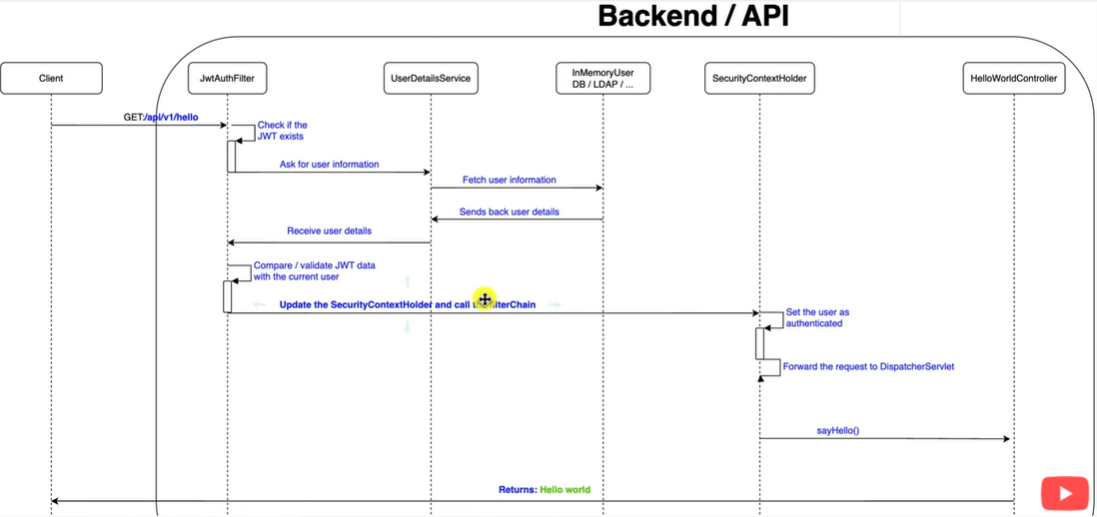 Backend / API
Client
JwtAuthFilter
UserDetailsService
InMemoryUser
DB / LDAP / ...
SecurityContextHolder
HelloWorldController
GET:/api/v1/hello
Check if the
JWT exists
Ask for user information
Fetch user information
Sends back user details
Receive user details
Compare / validate JWT data
with the current user
Update the SecurityContextHolder and call filterChain
Set the user as
authenticated
Forward the request to DispatcherServlet
sayHello()
Returns: Hello world